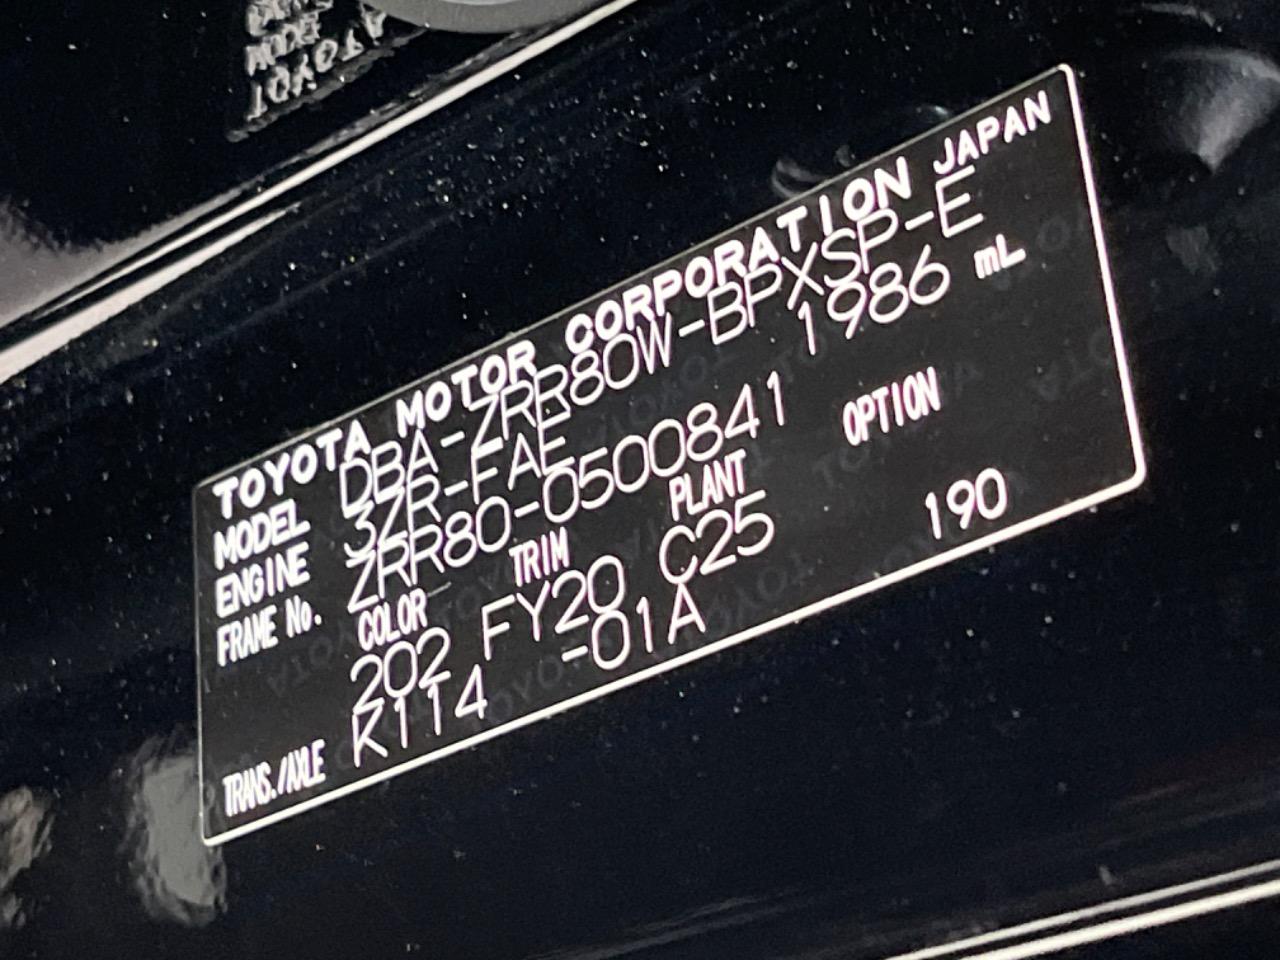 TOYOTA MOTOR CORPORATION JAPAN
MODEL DBA-ZRR80W-BPXSP-E
ENGINE 3ZR-FAE 1986 mL
FRAME No. ZRR80-0500841
COLOR TRIM PLANT OPTION
202 FY20 C25 190
TRANS./AXLE K114 -01A